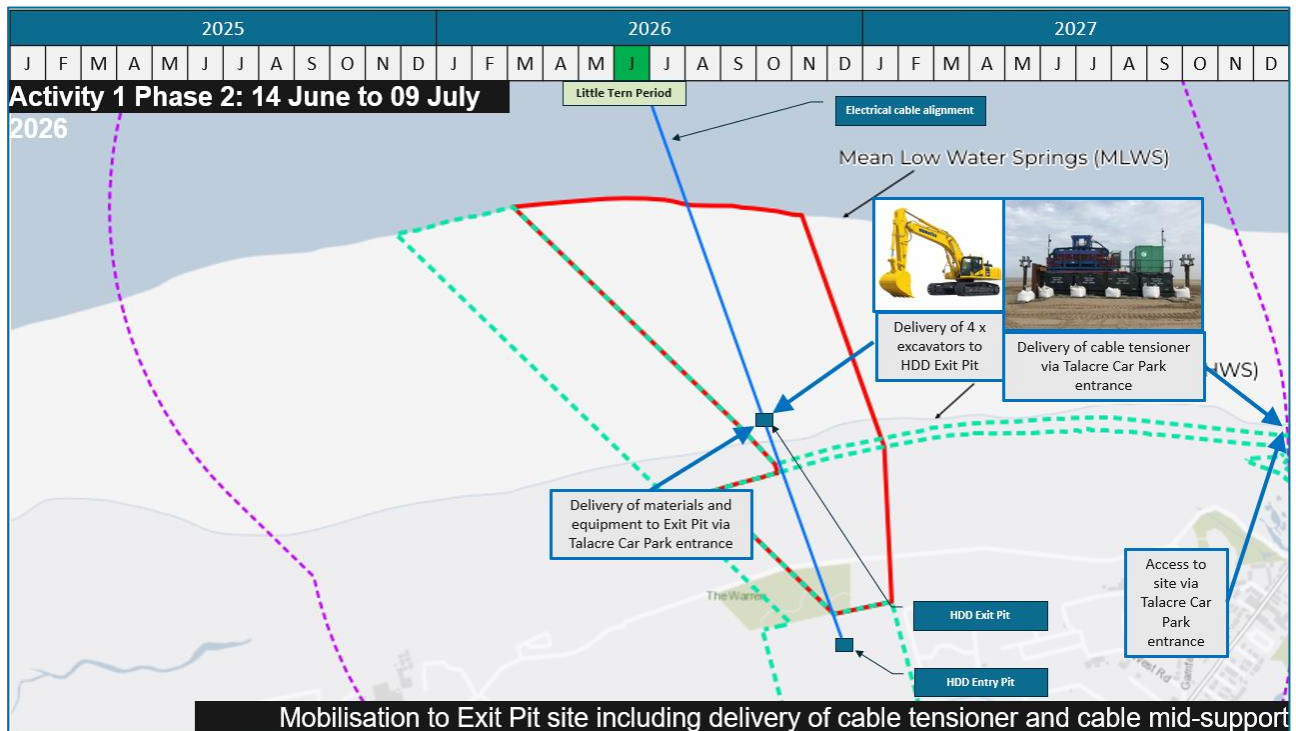 2025 2026 2027
J F M A M J J A S O N D J F M A M J J A S O N D J F M A M J J A S O N D
Activity 1 Phase 2: 14 June to 09 July
2026
Little Tern Period
Electrical cable alignment
Mean Low Water Springs (MLWS)
KOMATSU
Delivery of 4 x
excavators to
HDD Exit Pit
Delivery of cable tensioner
via Talacre Car Park
entrance
HWS)
Delivery of materials and
equipment to Exit Pit via
Talacre Car Park entrance
Access to
site via
Talacre Car
Park
entrance
The Warren
HDD Exit Pit
HDD Entry Pit
Mobilisation to Exit Pit site including delivery of cable tensioner and cable mid-support